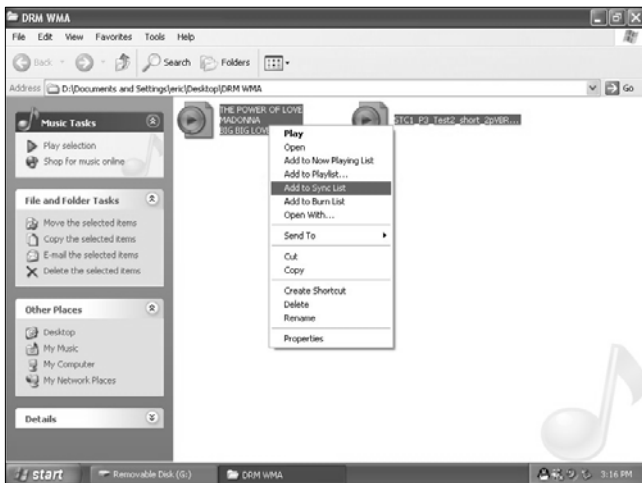 DRM WMA
File Edit View Favorites Tools Help
Back Search Folders
Address D:\Documents and Settings\eric\Desktop\DRM WMA Go
Music Tasks
Play selection
Shop for music online
File and Folder Tasks
Move the selected items
Copy the selected items
E-mail the selected items
Delete the selected items
Other Places
Desktop
My Music
My Computer
My Network Places
Details
THE POWER OF LOVE
MADONNA
BIG BIG LOVE
STC1_P3_Test2_short_2pVBR...
Play
Open
Add to Now Playing List
Add to Playlist...
Add to Sync List
Add to Burn List
Open With...
Send To
Cut
Copy
Create Shortcut
Delete
Rename
Properties
start Removable Disk (G:) DRM WMA 3:16 PM